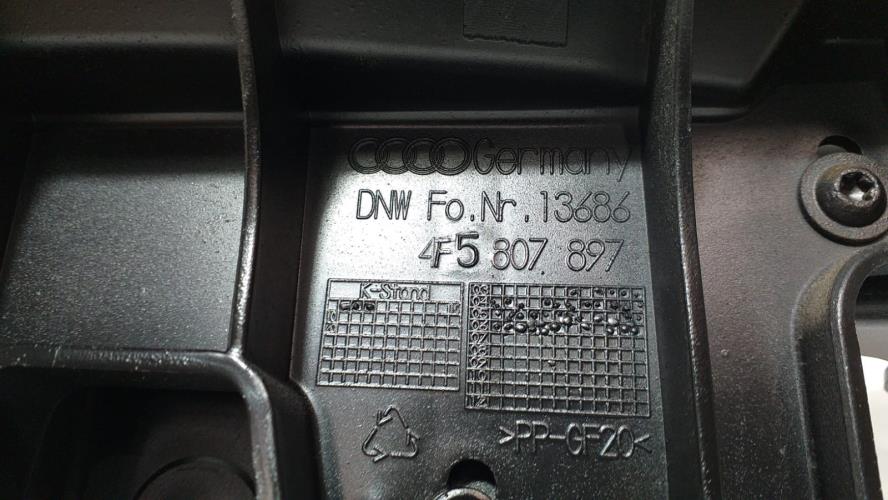 Germany
DNW Fo.Nr.13686
4F5 807 897
K-Stand
>PP-GF20<